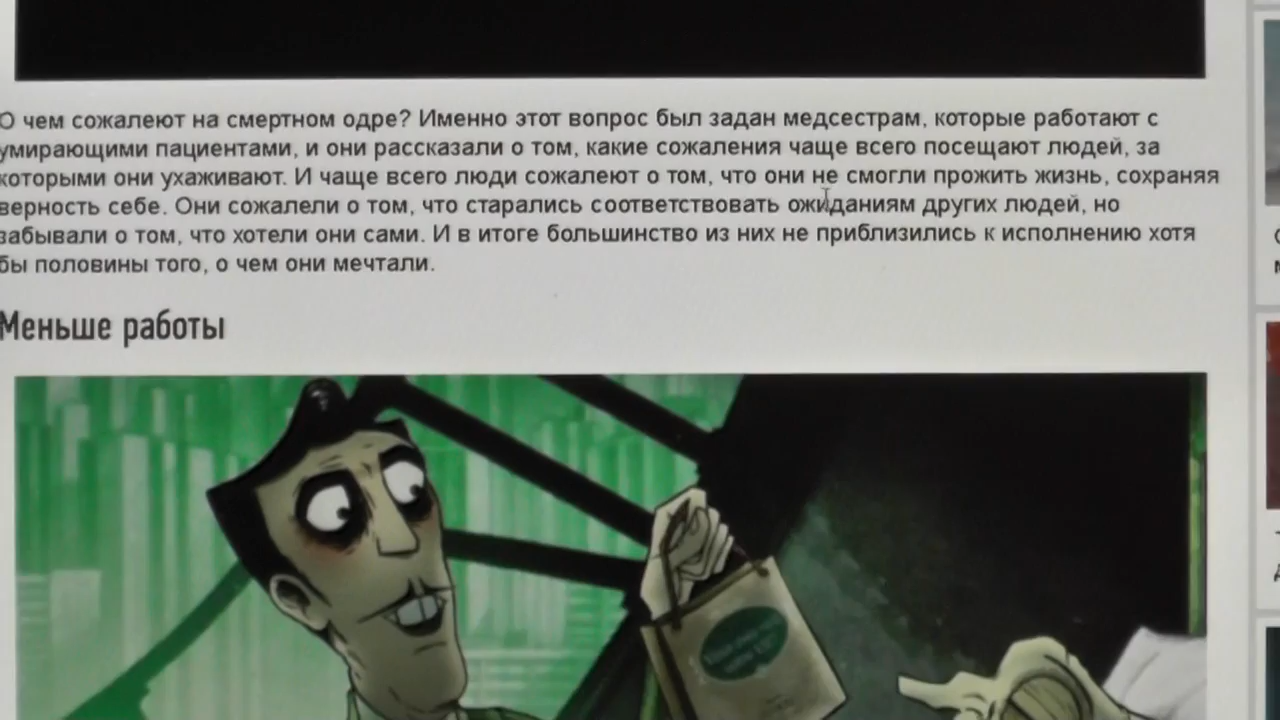 О чем сожалеют на смертном одре? Именно этот вопрос был задан медсестрам, которые работают с
умирающими пациентами, и они рассказали о том, какие сожаления чаще всего посещают людей, за
которыми они ухаживают. И чаще всего люди сожалеют о том, что они не смогли прожить жизнь, сохраняя
верность себе. Они сожалели о том, что старались соответствовать ожиданиям других людей, но
забывали о том, что хотели они сами. И в итоге большинство из них не приблизились к исполнению хотя
бы половины того, о чем они мечтали.
Меньше работы